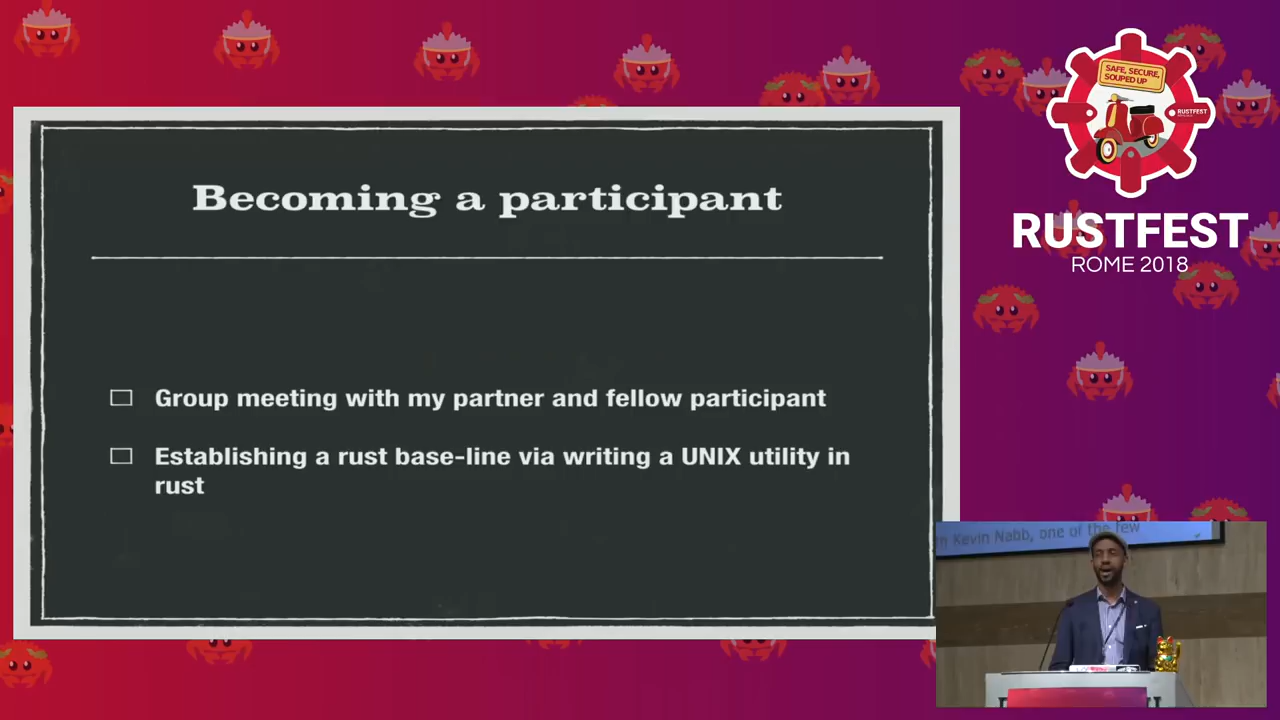 SAFE, SECURE,
SOUPED UP
RUSTFEST
RUSTFEST
ROME 2018
Becoming a participant
Group meeting with my partner and fellow participant
Establishing a rust base-line via writing a UNIX utility in
rust
Kevin Nabb, one of the few